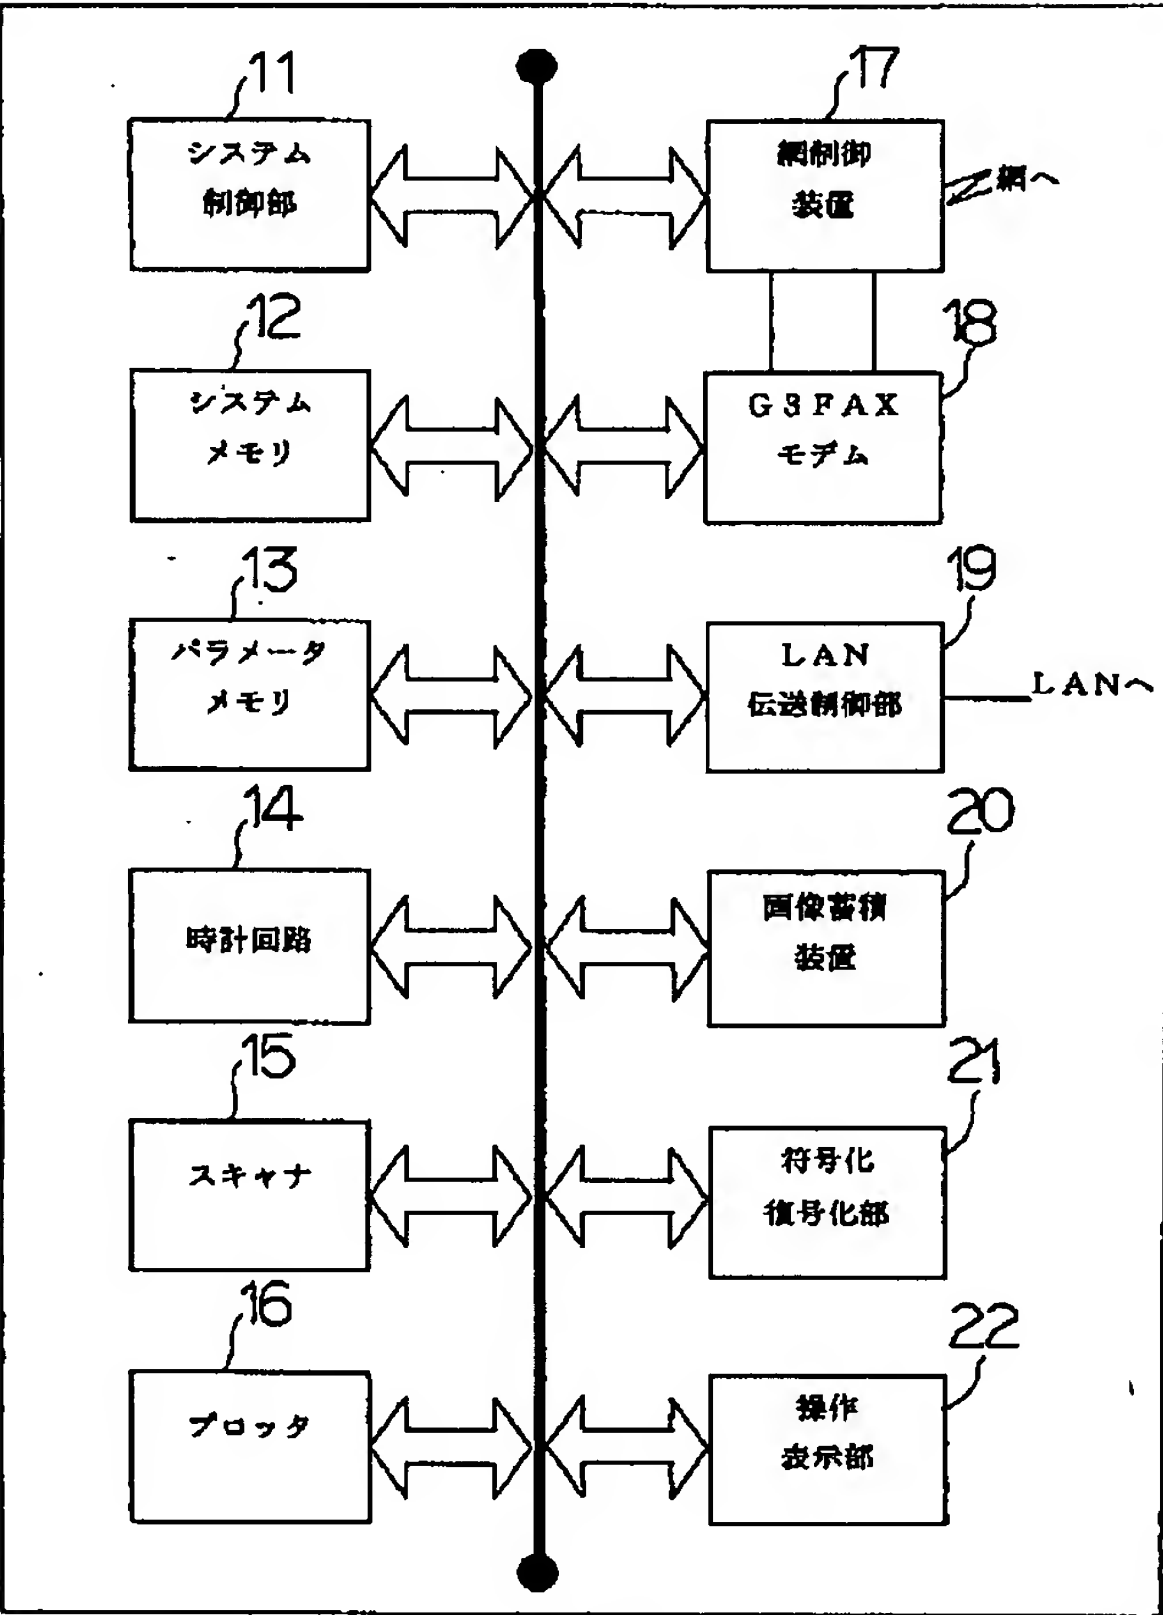 11
システム
制御部
12
システム
メモリ
13
パラメータ
メモリ
14
時計回路
15
スキャナ
16
プロッタ
17
網制御
装置
網へ
18
G3FAX
モデム
19
LAN
伝送制御部
LANへ
20
画像蓄積
装置
21
符号化
復号化部
22
操作
表示部